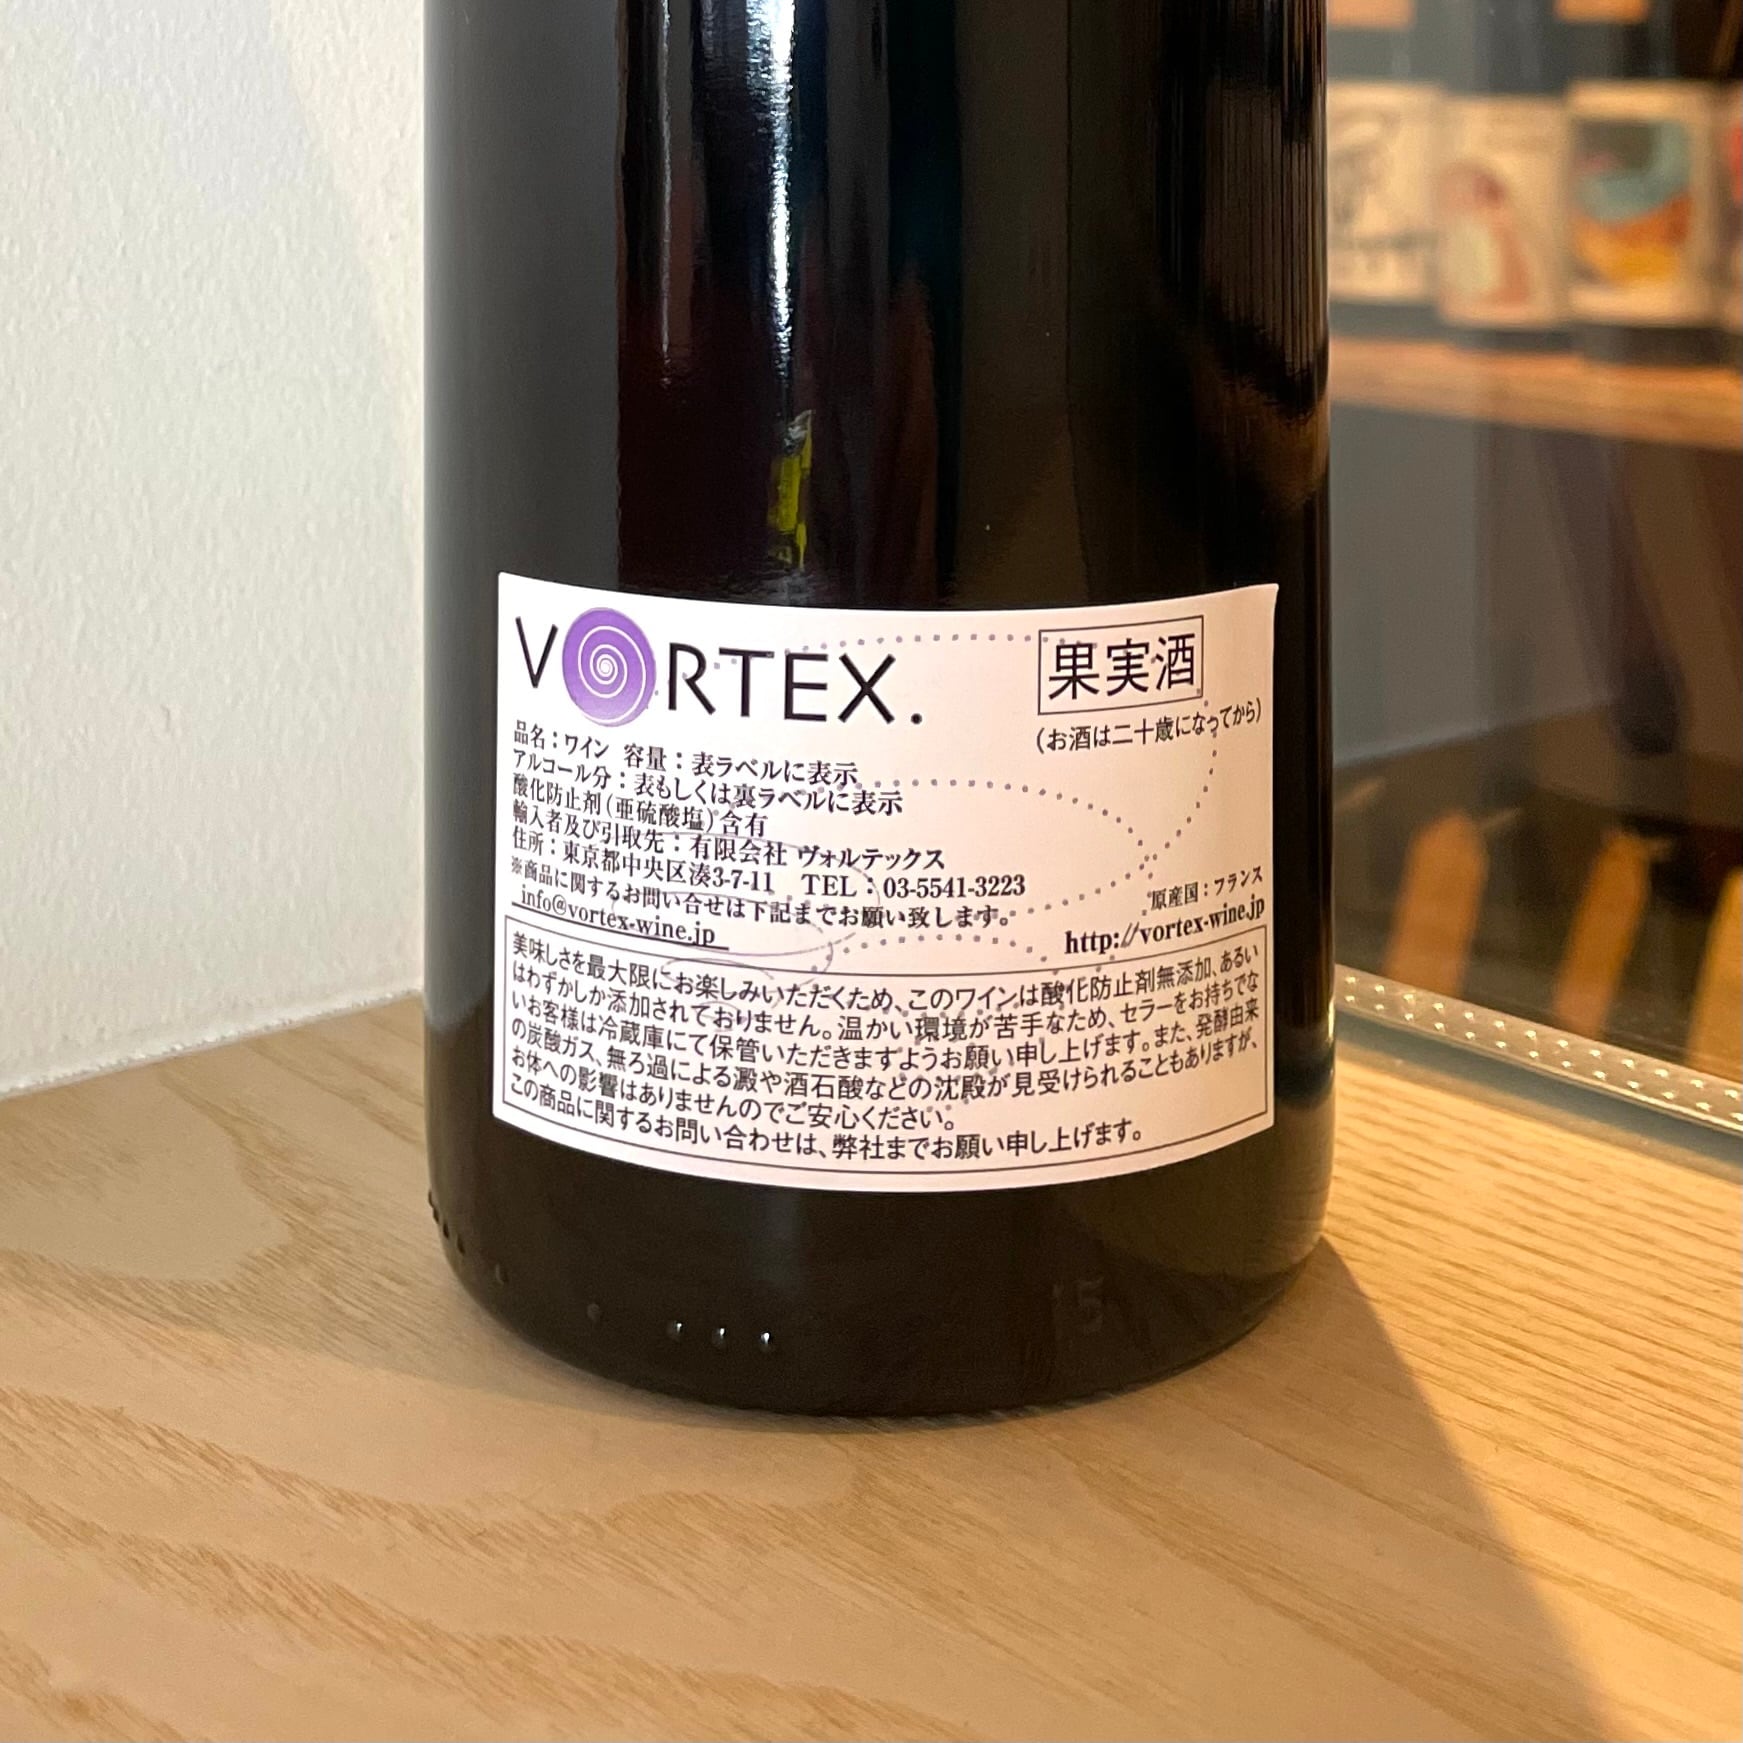 VORTEX.
果実酒
(お酒は二十歳になってから)
品名：ワイン 容量：表ラベルに表示
アルコール分：表もしくは裏ラベルに表示
酸化防止剤(亜硫酸塩)含有
輸入者及び引取先：有限会社 ヴォルテックス
住所：東京都中央区湊3-7-11 TEL：03-5541-3223
※商品に関するお問い合せは下記までお願い致します。
原産国：フランス
info@vortex-wine.jp
http://vortex-wine.jp
美味しさを最大限にお楽しみいただくため、このワインは酸化防止剤無添加、あるい
はわずかしか添加されておりません。温かい環境が苦手なため、セラーをお持ちでな
いお客様は冷蔵庫にて保管いただきますようお願い申し上げます。また、発酵由来
の炭酸ガス、無ろ過による澱や酒石酸などの沈殿が見受けられることもありますが、
お体への影響はありませんのでご安心ください。
この商品に関するお問い合わせは、弊社までお願い申し上げます。
15